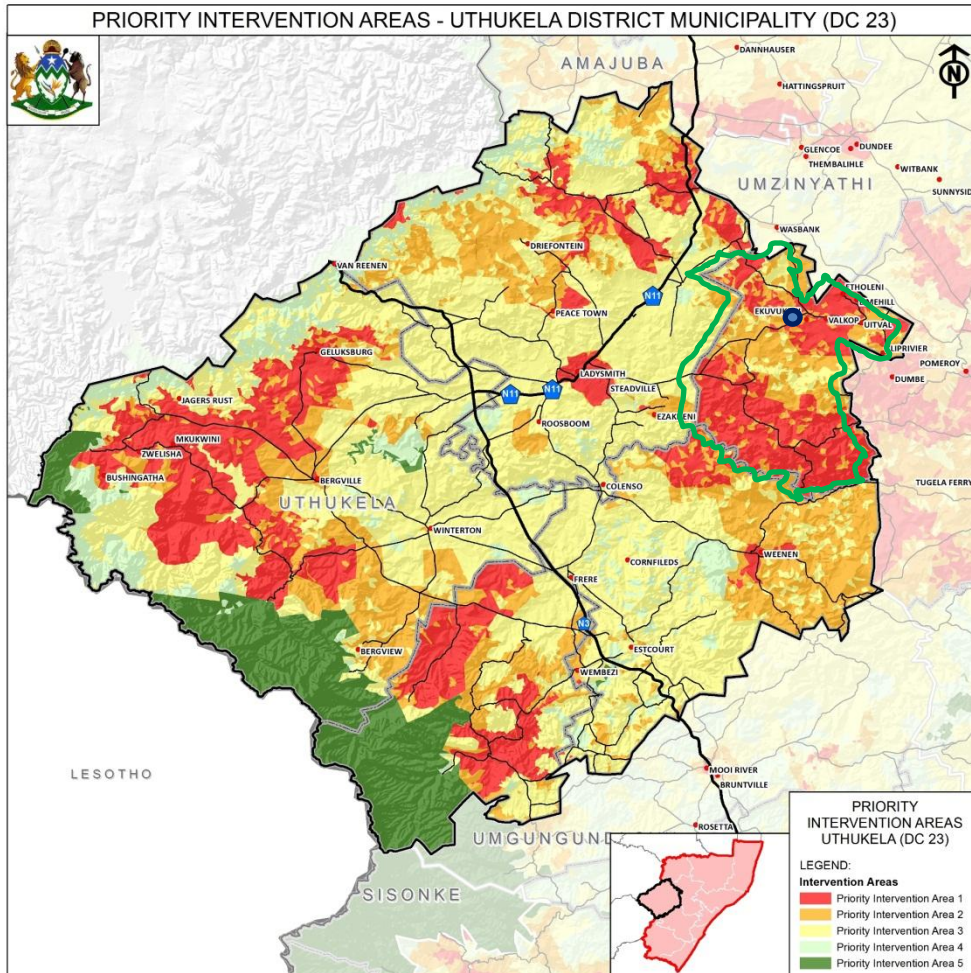 PRIORITY INTERVENTION AREAS - UTHUKELA DISTRICT MUNICIPALITY (DC 23)
DANNHAUSER
AMAJUBA
N
HATTINGSPRUIT
GLENCOE
DUNDEE
THEMBALIHLE
WITBANK
UMZINYATHI
SUNNYSID
WASBANK
DRIEFONTEIN
VAN REENEN
ETHOLENI
N11
EKUVU
VALKOP
UITVAL
PEACE TOWN
LIPRIVIER
GELUKSBURG
POMEROY
LADYSMITH
DUMBE
STEADVILLE
N11
N11
JAGERS RUST
EZAK
ENI
ROOSBOOM
MKUKWINI
ZWELISHA
BUSHINGATHA
BERGVILLE
COLENSO
TUGELA FERRY
UTHUKELA
WINTERTON
WEENEN
CORNFILEDS
FRERE
N3
BERGVIEW
ESTCOURT
WEMBEZI
LESOTHO
MOOI RIVER
BRUNTVILLE
ROSETTA
UMGUNGUND
SISONKE
PRIORITY
INTERVENTION AREAS
UTHUKELA (DC 23)
LEGEND:
Intervention Areas
Priority Intervention Area 1
Priority Intervention Area 2
Priority Intervention Area 3
Priority Intervention Area 4
Priority Intervention Area 5